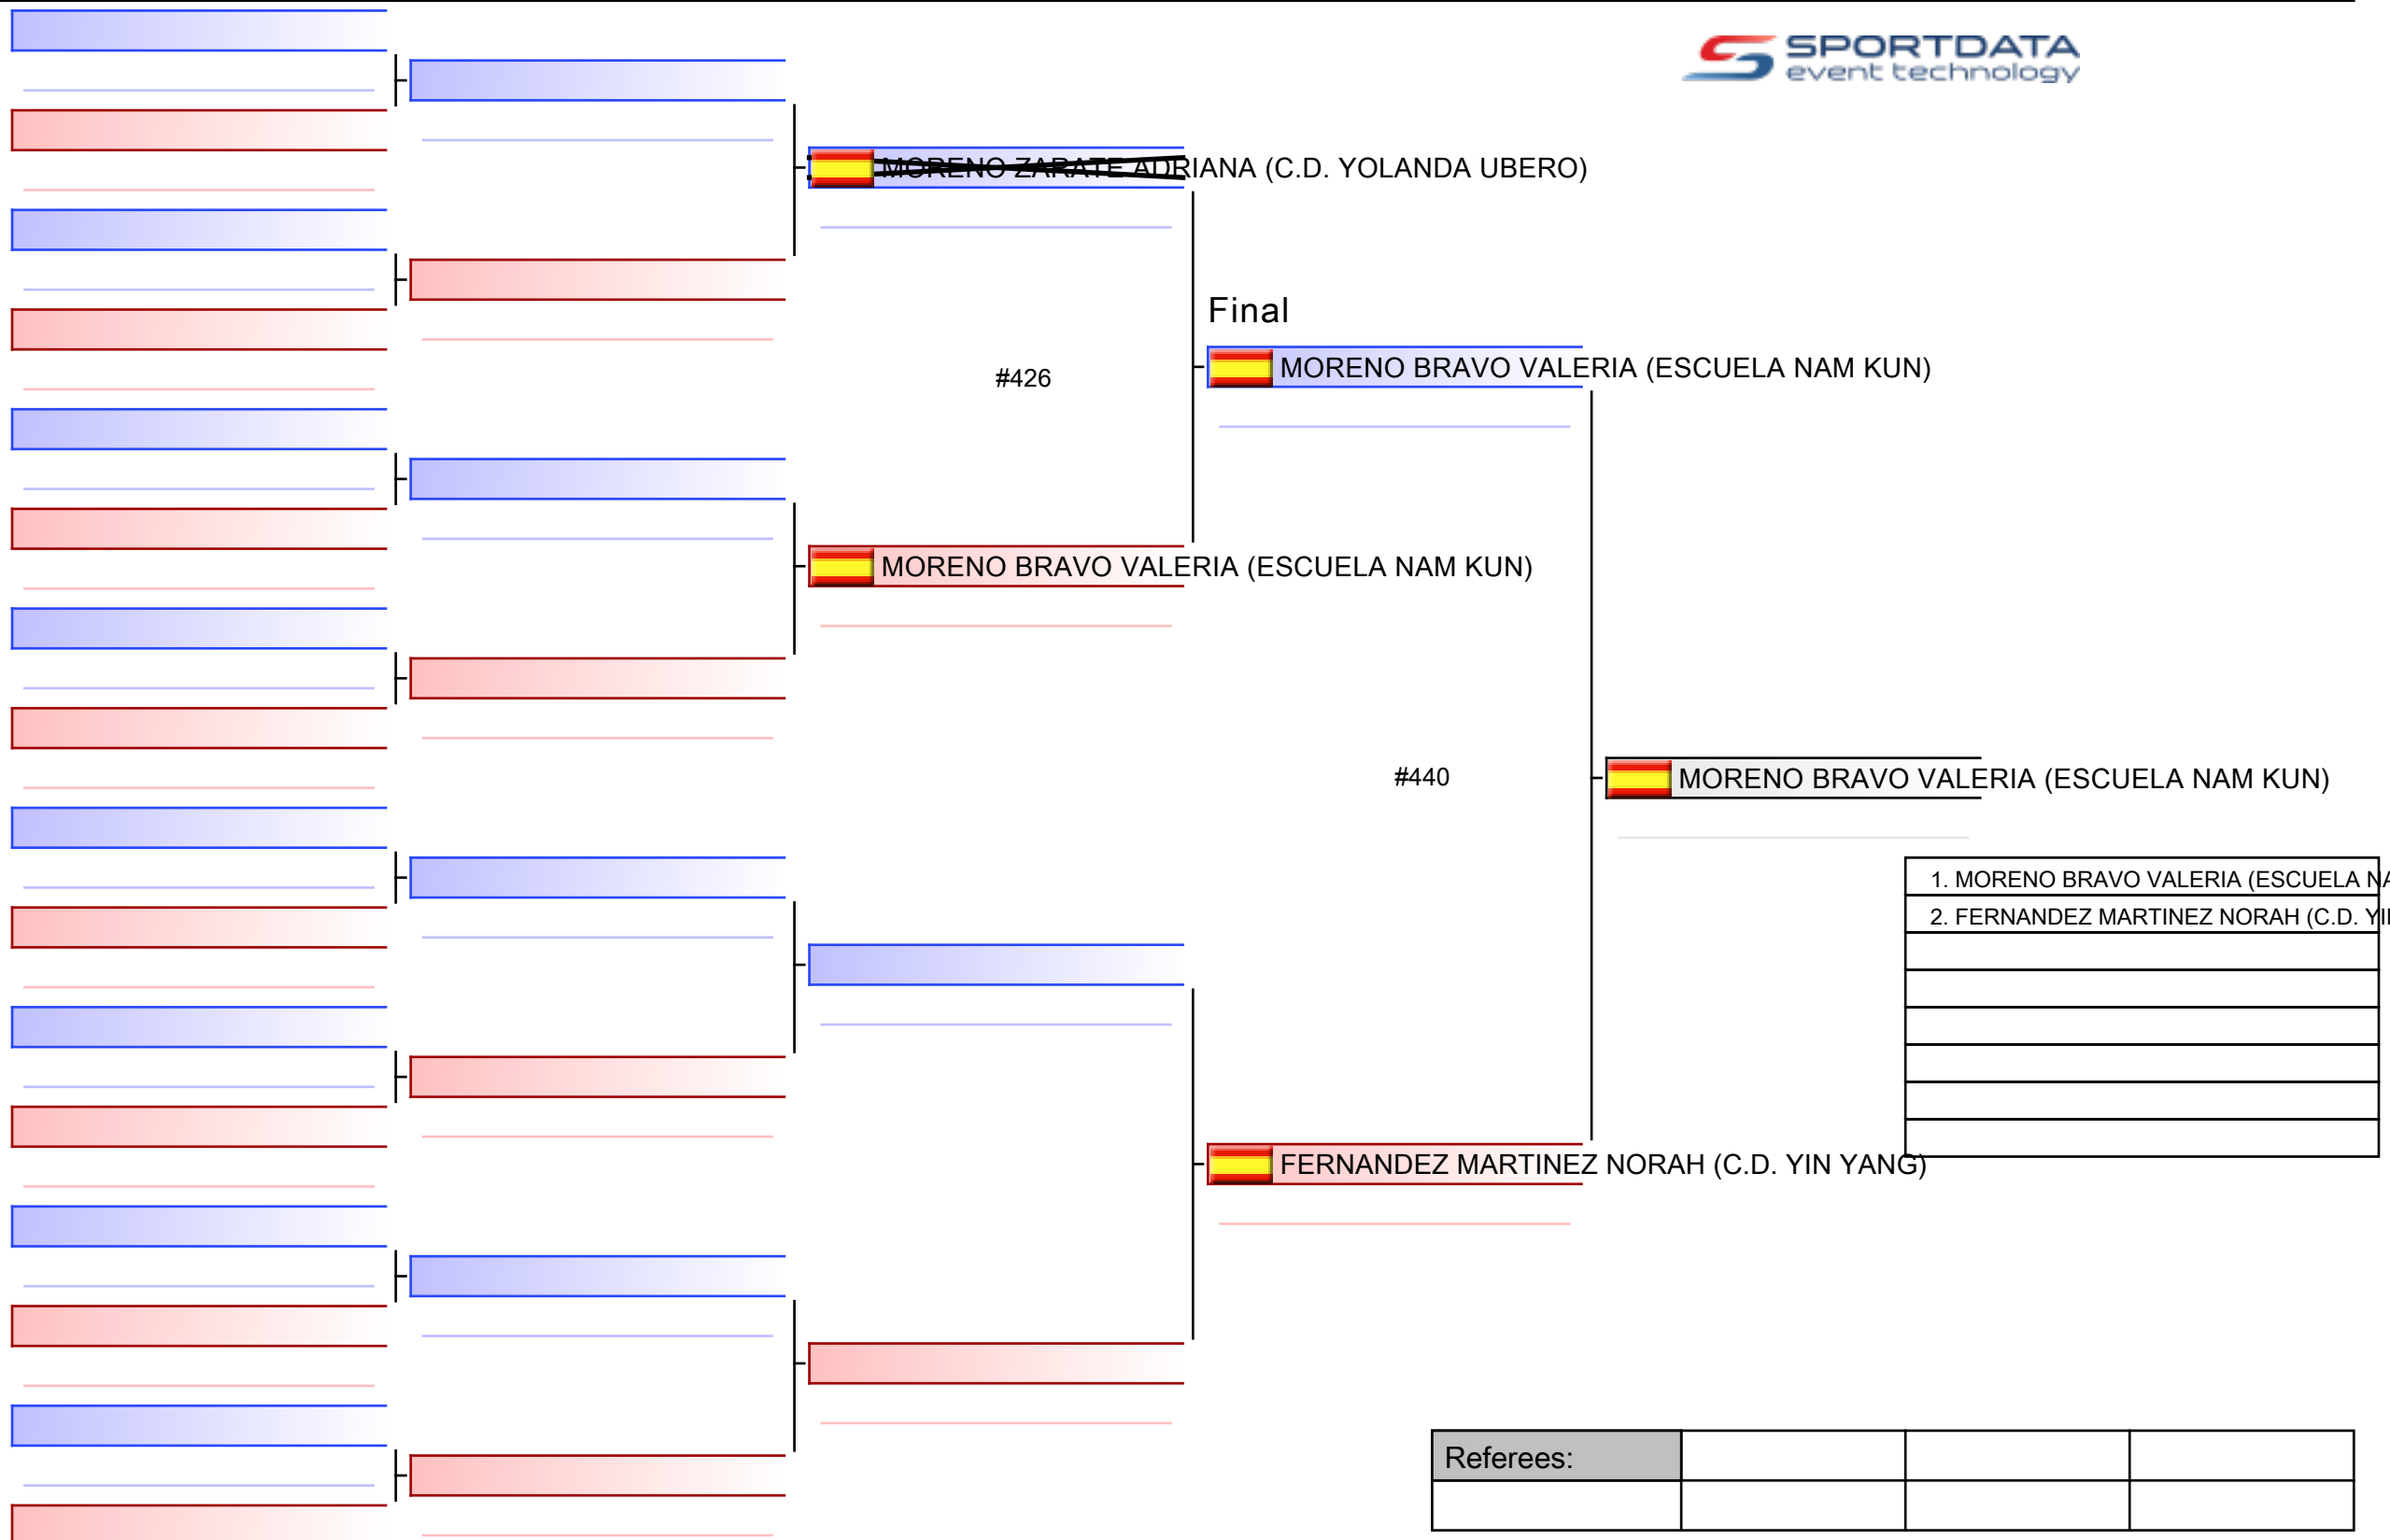 SPORTDATA
event technology
MORENO ZARATE ADRIANA (C.D. YOLANDA UBERO)
Final
MORENO BRAVO VALERIA (ESCUELA NAM KUN)
#426
MORENO BRAVO VALERIA (ESCUELA NAM KUN)
#440
MORENO BRAVO VALERIA (ESCUELA NAM KUN)
1. MORENO BRAVO VALERIA (ESCUELA
2. FERNANDEZ MARTINEZ NORAH (C.D.
FERNANDEZ MARTINEZ NORAH (C.D. YIN YANG)
Referees: